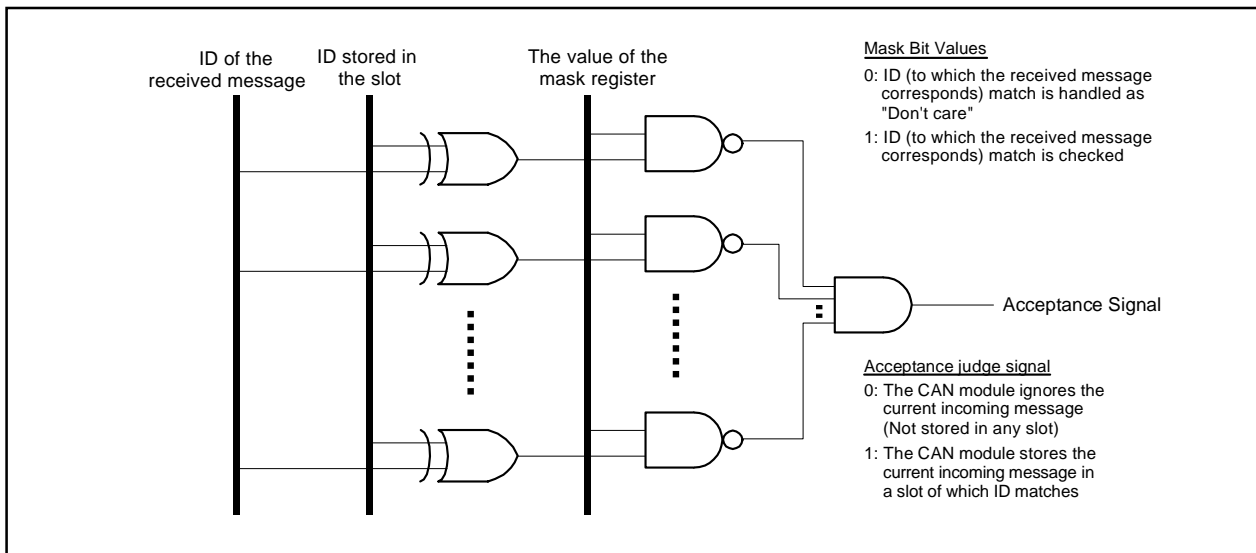 ID of the
received message
ID stored in
the slot
The value of the
mask register
Mask Bit Values
0: ID (to which the received message
corresponds) match is handled as
"Don't care"
1: ID (to which the received message
corresponds) match is checked
Acceptance Signal
Acceptance judge signal
0: The CAN module ignores the
current incoming message
(Not stored in any slot)
1: The CAN module stores the
current incoming message in
a slot of which ID matches